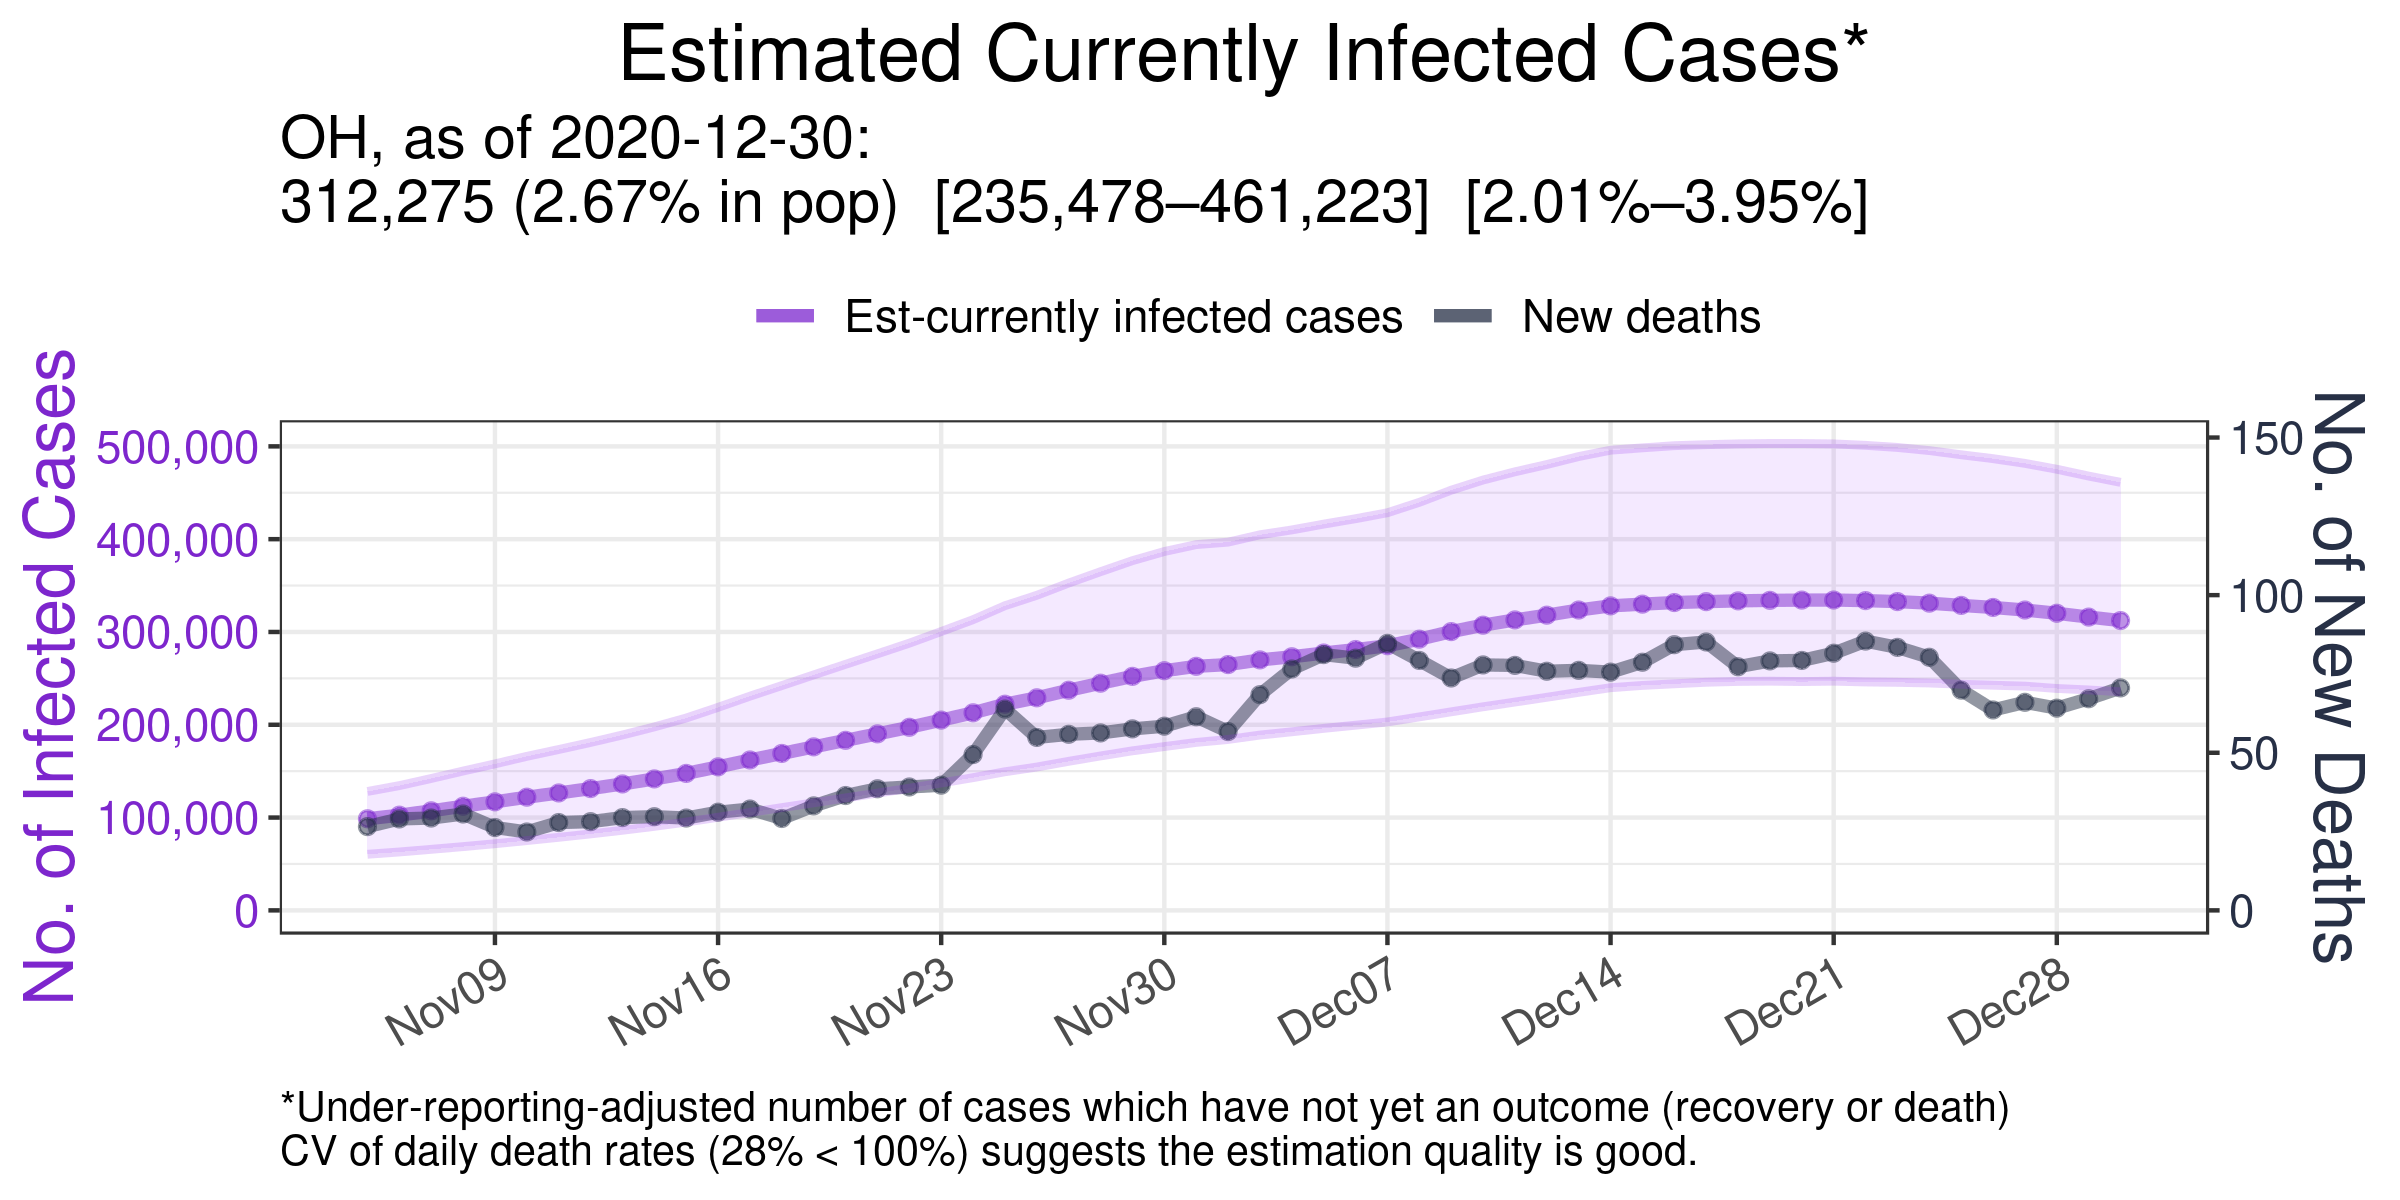 Estimated Currently Infected Cases*
OH, as of 2020-12-30:
312,275 (2.67% in pop)  [235,478–461,223]  [2.01%–3.95%]
Est-currently infected cases
New deaths
No. of Infected Cases
500,000
400,000
300,000
200,000
100,000
0
150
100
50
0
No. of New Deaths
Nov09
Nov16
Nov23
Nov30
Dec07
Dec14
Dec21
Dec28
*Under-reporting-adjusted number of cases which have not yet an outcome (recovery or death)
CV of daily death rates (28% < 100%) suggests the estimation quality is good.